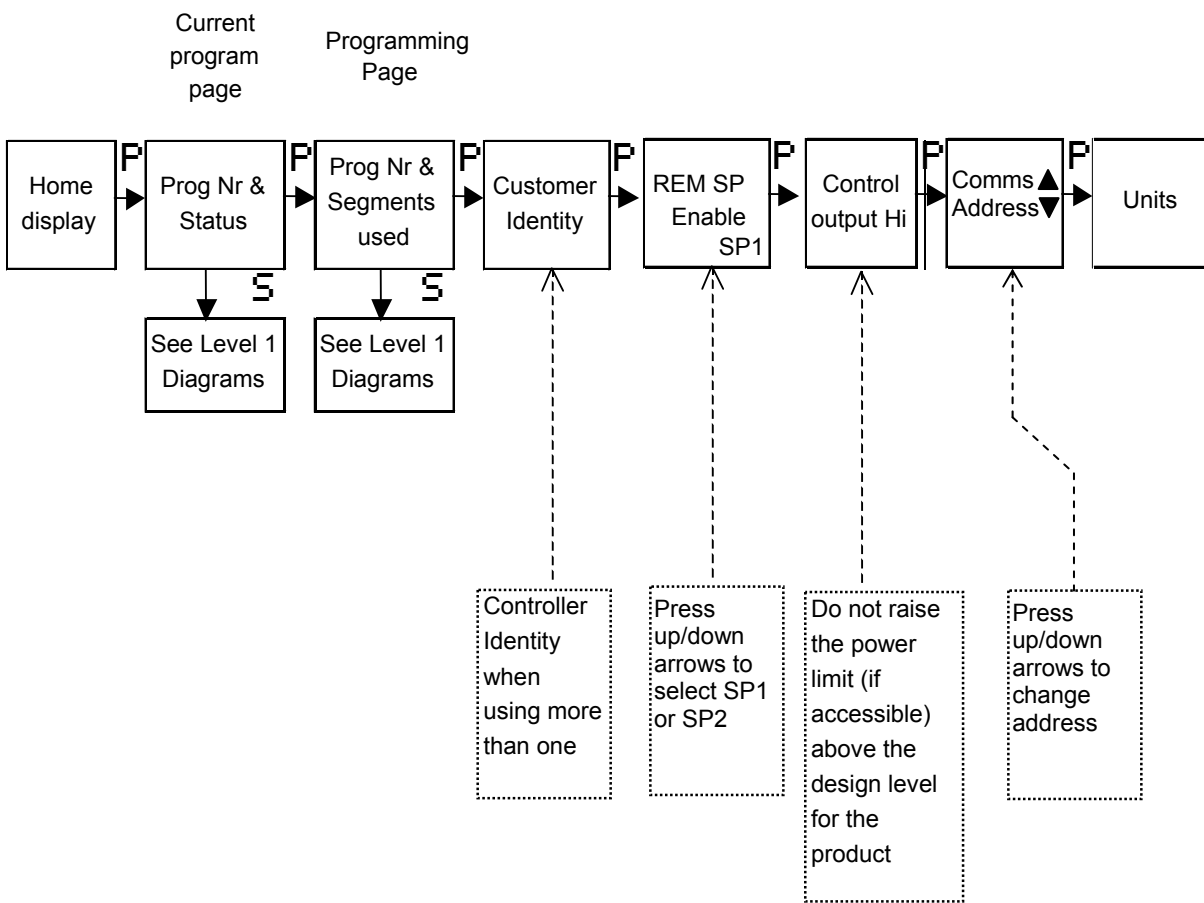 Current
program
page
Programming
Page
Home
display
P
Prog Nr &
Status
P
Prog Nr &
Segments
used
P
Customer
Identity
P
REM SP
Enable
SP1
P
Control
output Hi
P
Comms ▲
Address ▼
P
Units
S
See Level 1
Diagrams
S
See Level 1
Diagrams
Controller
Identity
when
using more
than one
Press
up/down
arrows to
select SP1
or SP2
Do not raise
the power
limit (if
accessible)
above the
design level
for the
product
Press
up/down
arrows to
change
address